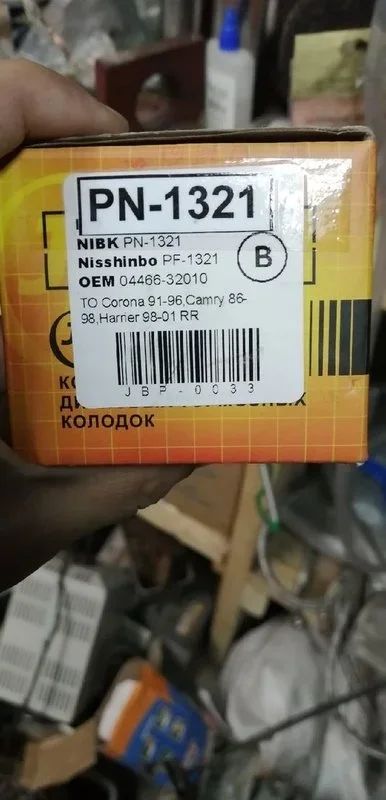 PN-1321
NIBK PN-1321
Nisshinbo PF-1321
B
OEM 04466-32010
TO Corona 91-96,Camry 86-
98,Harrier 98-01 RR
JBP-0033
КОЛОДОК